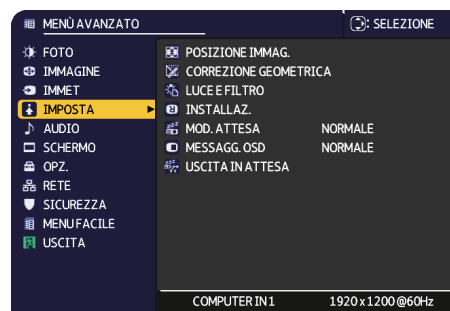 MENÙ AVANZATO
: SELEZIONE
FOTO
IMMAGINE
IMMET
IMPOSTA
AUDIO
SCHERMO
OPZ.
RETE
SICUREZZA
MENU FACILE
USCITA
POSIZIONE IMMAG.
CORREZIONE GEOMETRICA
LUCE E FILTRO
INSTALLAZ.
MOD. ATTESA NORMALE
MESSAGG. OSD NORMALE
USCITA IN ATTESA
COMPUTER IN 1 1920 x 1200 @60Hz